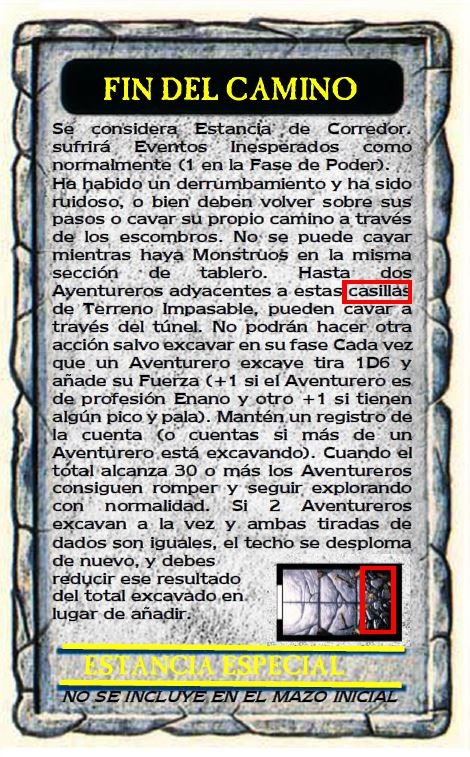 FIN DEL CAMINO
Se considera Estancia de Corredor.
sufrirá Eventos Inesperados como
normalmente (1 en la Fase de Poder).
Ha habido un derrumbamiento y ha sido
ruidoso, o bien deben volver sobre sus
pasos o cavar su propio camino a través
de los escombros. No se puede cavar
mientras haya Monstruos en la misma
sección de tablero. Hasta dos
Aventureros adyacentes a estas casillas
de Terreno Impasable, pueden cavar a
través del túnel. No podrán hacer otra
acción salvo excavar en su fase Cada vez
que un Aventurero excave tira 1D6 y
añade su Fuerza (+1 si el Aventurero es
de profesión Enano y otro +1 si tienen
algún pico y pala). Mantén un registro de
la cuenta (o cuentas si más de un
Aventurero está excavando). Cuando el
total alcanza 30 o más los Aventureros
consiguen romper y seguir explorando
con normalidad. Si 2 Aventureros
excavan a la vez y ambas tiradas de
dados son iguales, el techo se desploma
de nuevo, y debes
reducir ese resultado
del total excavado en
lugar de añadir.
ESTANCIA ESPECIAL
NO SE INCLUYE EN EL MAZO INICIAL